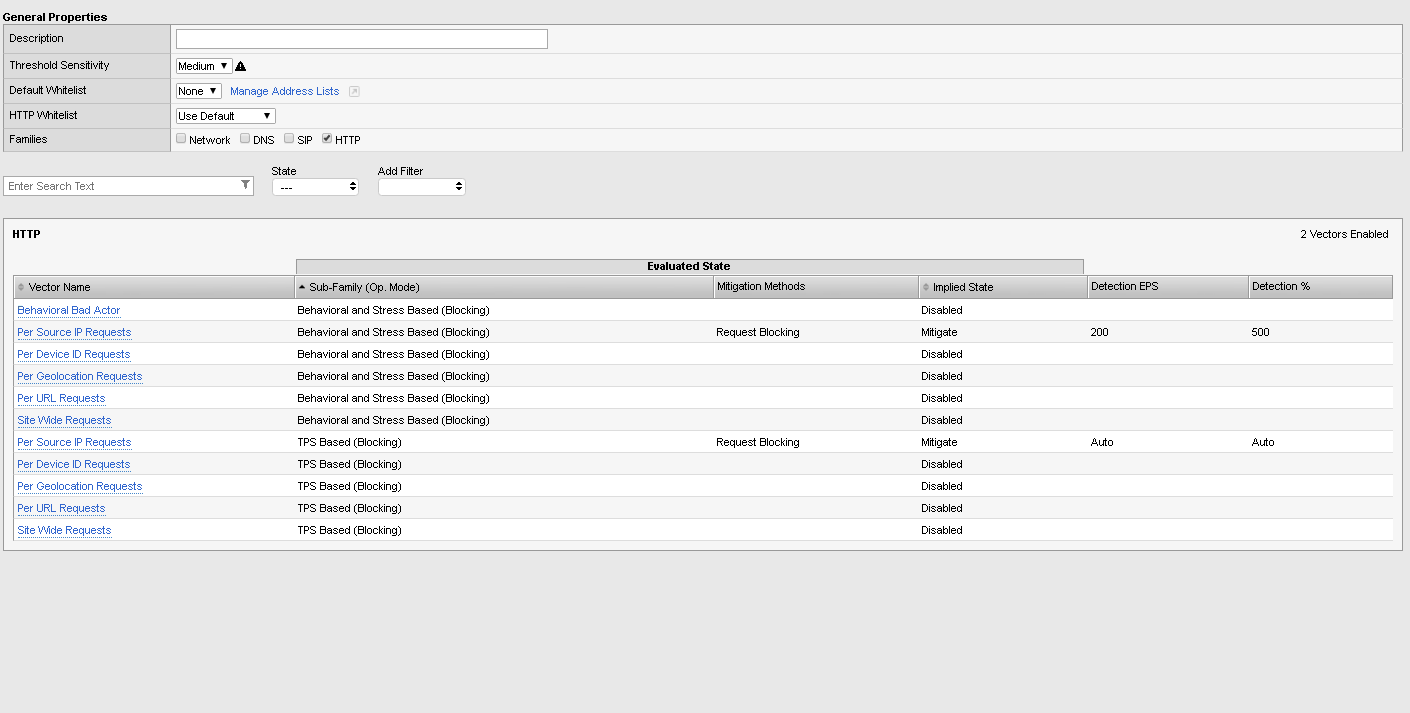 General Properties
Description
Threshold Sensitivity Medium
Default Whitelist None Manage Address Lists
HTTP Whitelist Use Default
Families Network DNS SIP HTTP
State Add Filter
Enter Search Text ---
HTTP 2 Vectors Enabled
Evaluated State
Vector Name Sub-Family (Op. Mode) Mitigation Methods Implied State Detection EPS Detection %
Behavioral Bad Actor Behavioral and Stress Based (Blocking) Disabled
Per Source IP Requests Behavioral and Stress Based (Blocking) Request Blocking Mitigate 200 500
Per Device ID Requests Behavioral and Stress Based (Blocking) Disabled
Per Geolocation Requests Behavioral and Stress Based (Blocking) Disabled
Per URL Requests Behavioral and Stress Based (Blocking) Disabled
Site Wide Requests Behavioral and Stress Based (Blocking) Disabled
Per Source IP Requests TPS Based (Blocking) Request Blocking Mitigate Auto Auto
Per Device ID Requests TPS Based (Blocking) Disabled
Per Geolocation Requests TPS Based (Blocking) Disabled
Per URL Requests TPS Based (Blocking) Disabled
Site Wide Requests TPS Based (Blocking) Disabled